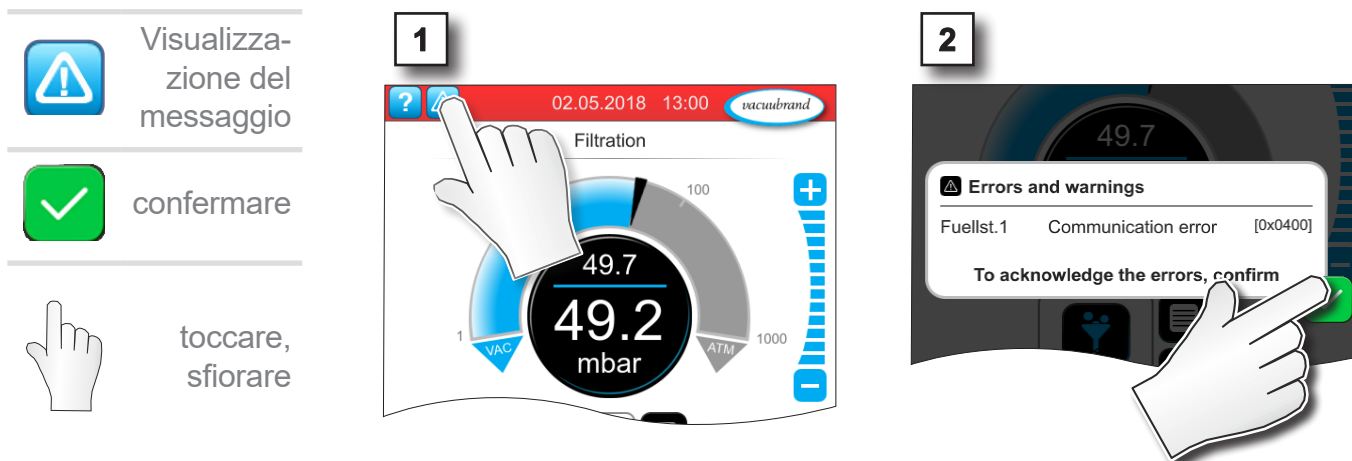 Visualizza-
zione del
messaggio
confermare
toccare,
sfiorare
1
?
02.05.2018 13:00
vacuubrand
Filtration
100
49.7
49.2
mbar
1
VAC
ATM
1000
2
49.7
Errors and warnings
Fuellst.1 Communication error [0x0400]
To acknowledge the errors, confirm